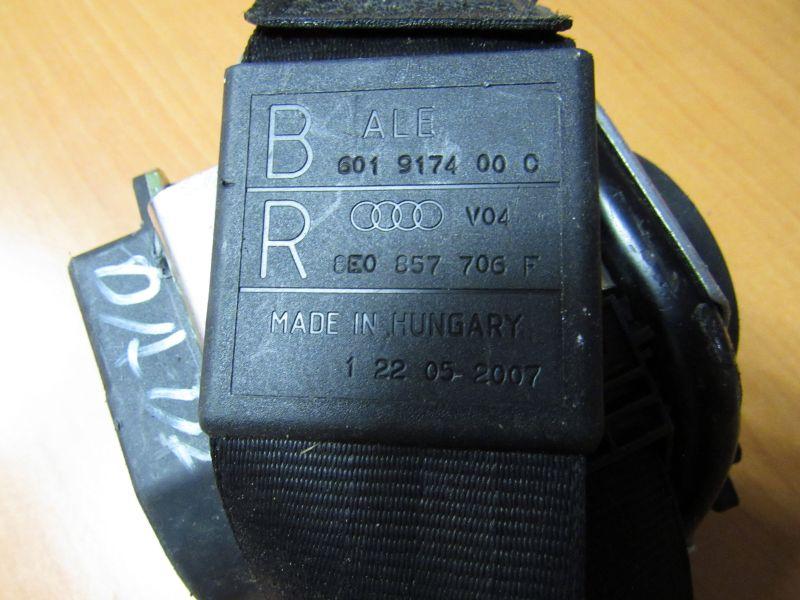 B ALE
601 9174 00 C
R V04
8E0 857 706 F
MADE IN HUNGARY
1 22 05-2007